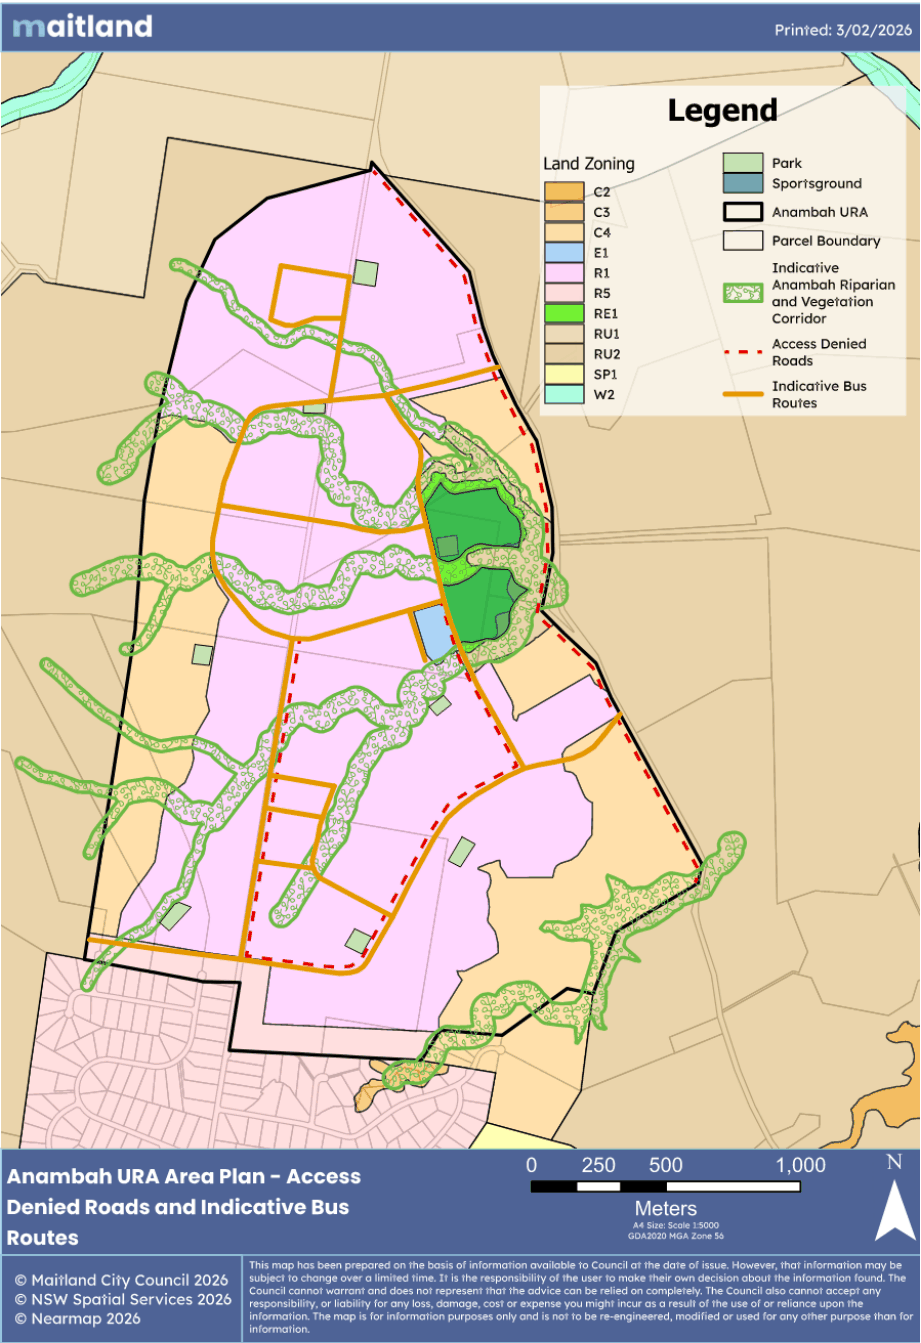 maitland
Printed: 3/02/2026
Legend
Land Zoning
C2
C3
C4
E1
R1
R5
RE1
RU1
RU2
SP1
W2
Park
Sportsground
Anambah URA
Parcel Boundary
Indicative
Anambah Riparian
and Vegetation
Corridor
Access Denied
Roads
Indicative Bus
Routes
Anambah URA Area Plan - Access
Denied Roads and Indicative Bus
Routes
0 250 500 1,000
Meters
A4 Size: Scale 1:5000
GDA2020 MGA Zone 56
N
© Maitland City Council 2026
© NSW Spatial Services 2026
© Nearmap 2026
This map has been prepared on the basis of information available to Council at the date of issue. However, that information may be
subject to change over a limited time. It is the responsibility of the user to make their own decision about the information found. The
Council cannot warrant and does not represent that the advice can be relied on completely. The Council also cannot accept any
responsibility, or liability for any loss, damage, cost or expense you might incur as a result of the use of or reliance upon the
information. The map is for information purposes only and is not to be re-engineered, modified or used for any other purpose than for
information.